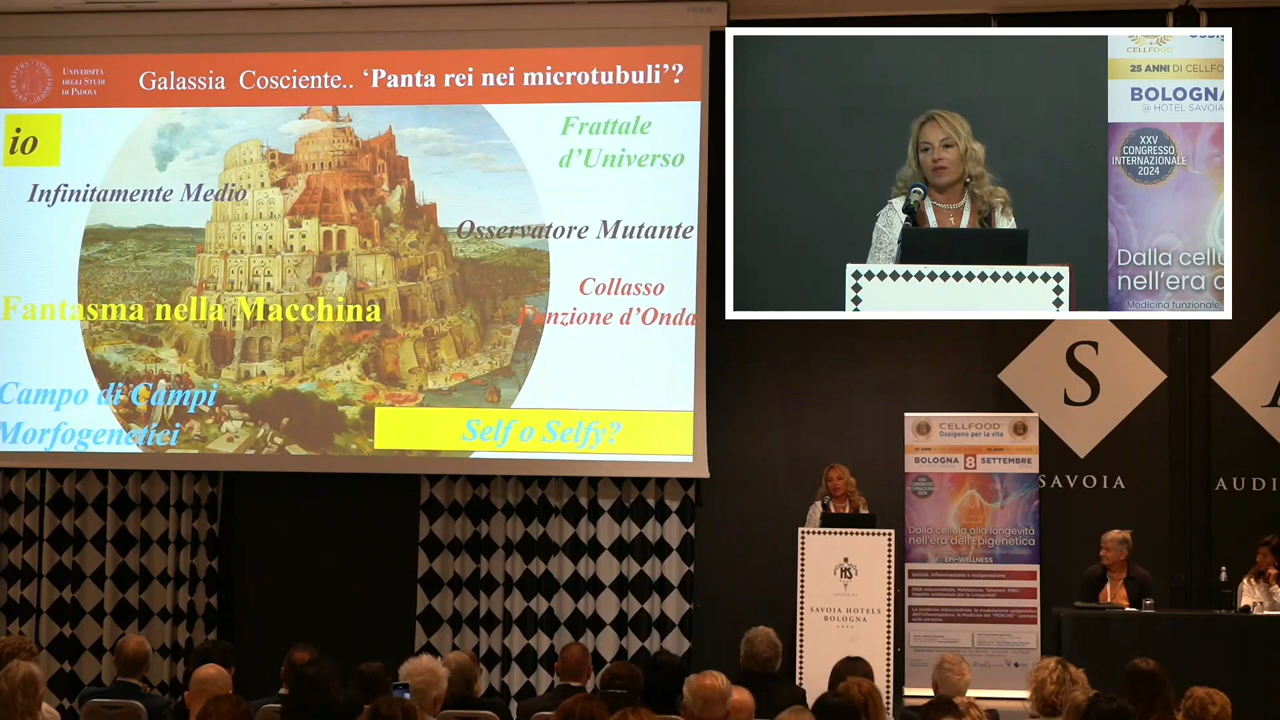 UNIVERSITÀ
DEGLI STUDI
DI PADOVA
Galassia Cosciente.. ‘Panta rei nei microtubuli’?
io
Infinitamente Medio
Frattale
d’Universo
Osservatore Mutante
Collasso
Funzione d’Onda
Fantasma nella Macchina
Campo di Campi
Morfogenetici
Self o Selfy?
CELLFOOD
25 ANNI DI CELLFO
BOLOGNA
@ HOTEL SAVOIA
XXV
CONGRESSO
INTERNAZIONALE
2024
Dalla cellu
nell’era d
Medicina funzionale,
S
SAVOIA
AUDI
CELLFOOD
Ossigeno per la vita
BOLOGNA 8 SETTEMBRE
Dalla cellula alla longevità
nell’era dell’Epigenetica
EPI-WELLNESS
HS
SAVOIA HOTELS
BOLOGNA